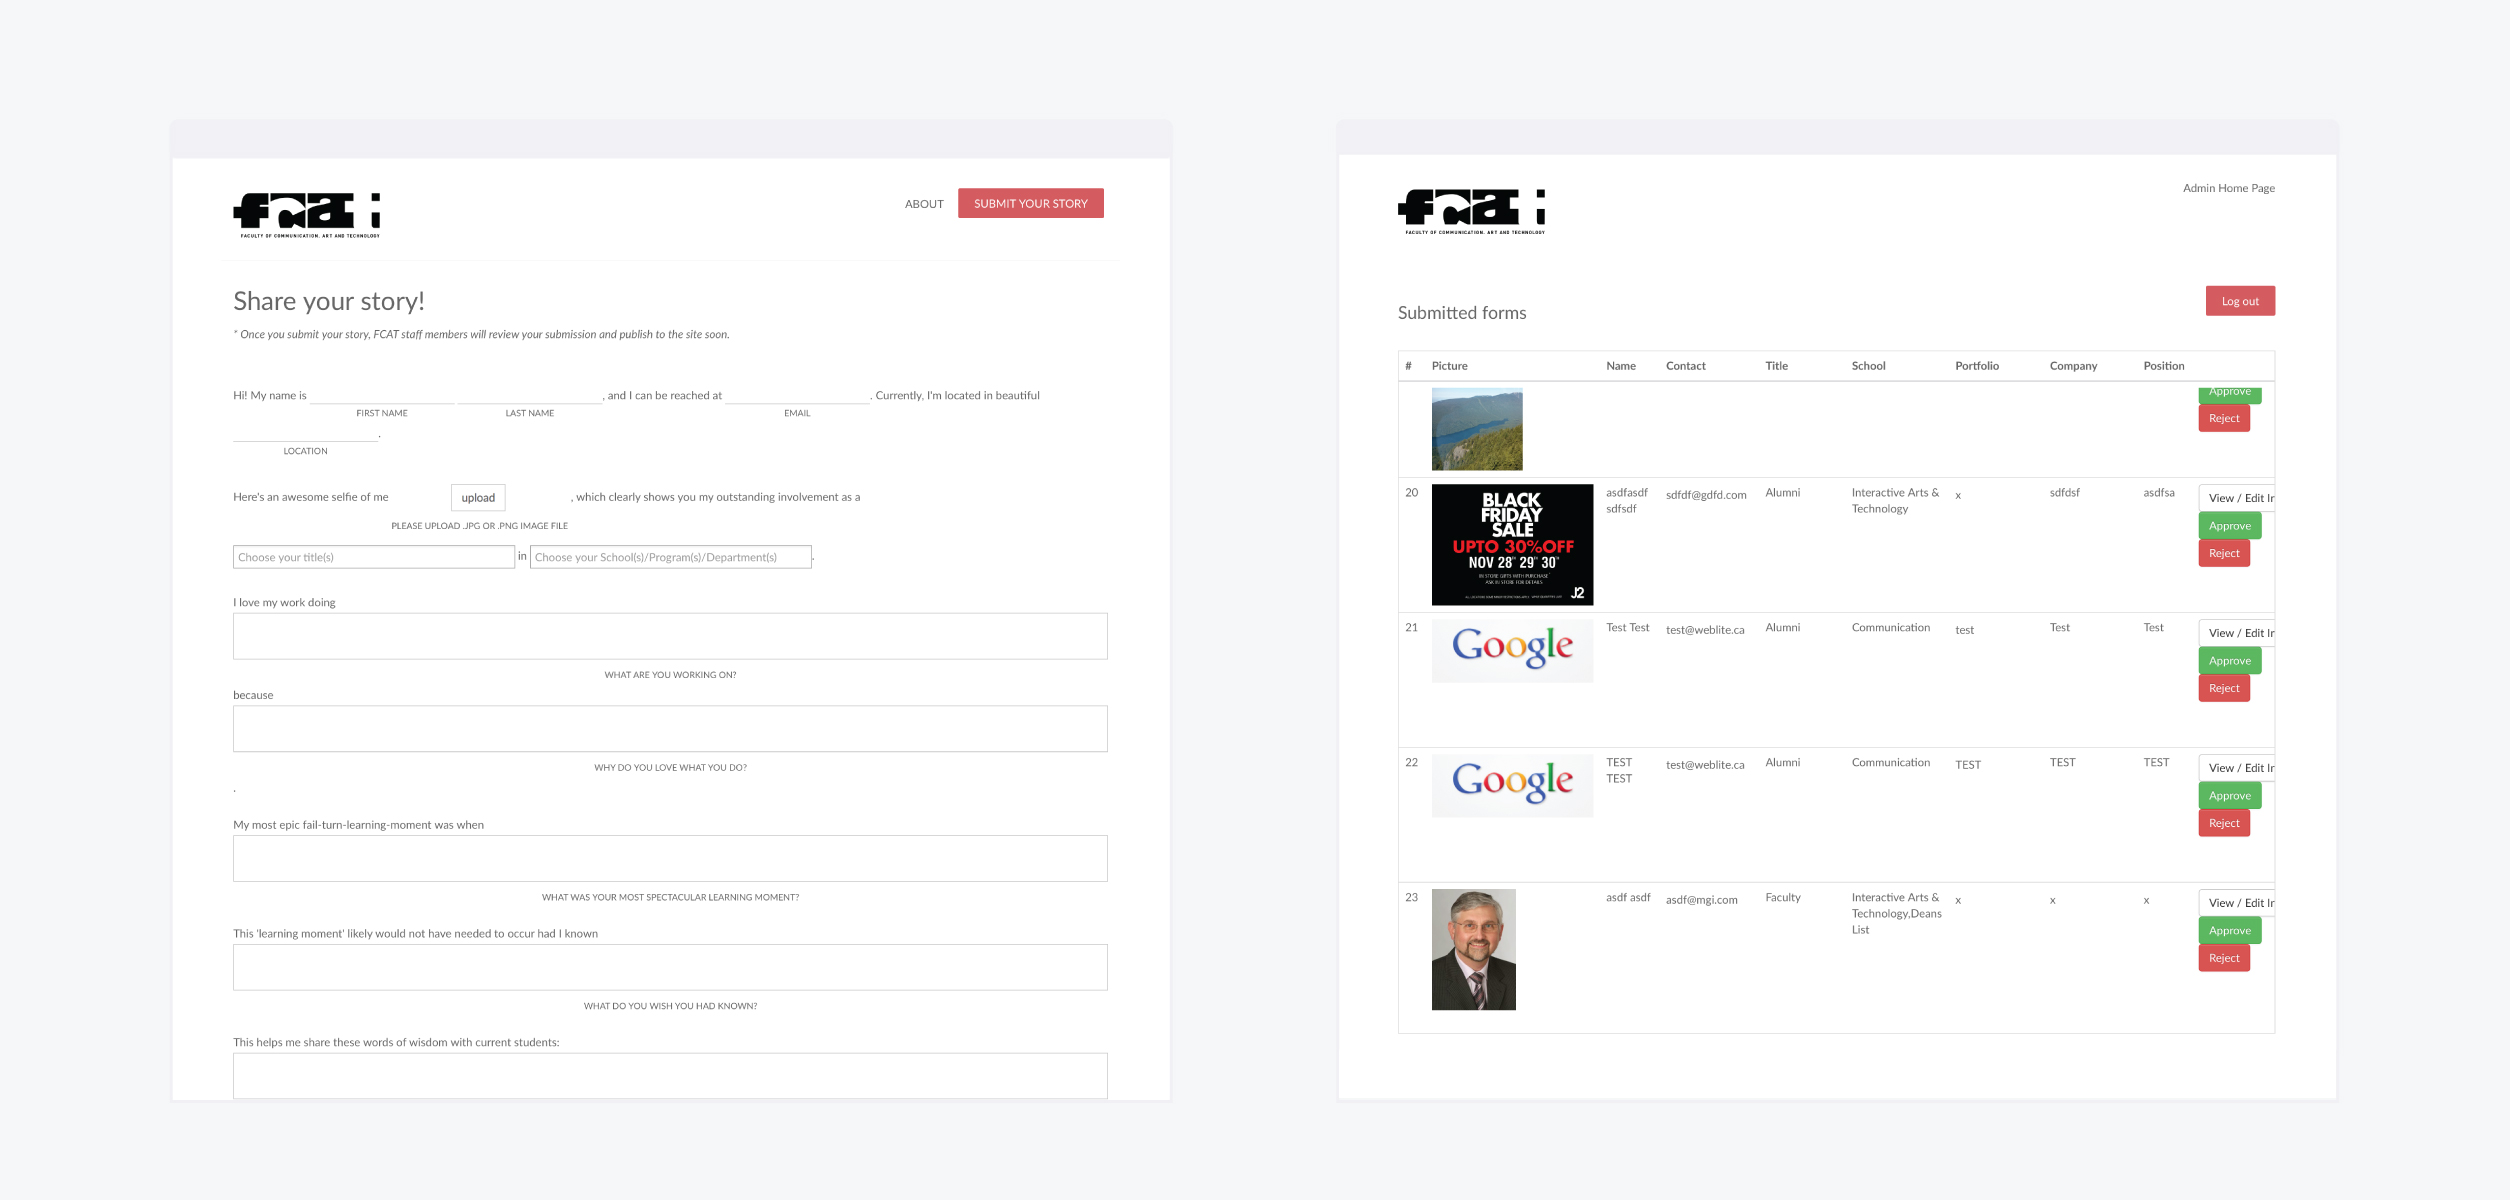 fcat:
FACULTY OF COMMUNICATION, ART AND TECHNOLOGY
ABOUT
SUBMIT YOUR STORY
Share your story!
* Once you submit your story, FCAT staff members will review your submission and publish to the site soon.
Hi! My name is , and I can be reached at . Currently, I'm located in beautiful
FIRST NAME LAST NAME EMAIL
.
LOCATION
Here's an awesome selfie of me upload , which clearly shows you my outstanding involvement as a
PLEASE UPLOAD .JPG OR .PNG IMAGE FILE
Choose your title(s) in Choose your School(s)/Program(s)/Department(s) .
I love my work doing
WHAT ARE YOU WORKING ON?
because
WHY DO YOU LOVE WHAT YOU DO?
.
My most epic fail-turn-learning-moment was when
WHAT WAS YOUR MOST SPECTACULAR LEARNING MOMENT?
This 'learning moment' likely would not have needed to occur had I known
WHAT DO YOU WISH YOU HAD KNOWN?
This helps me share these words of wisdom with current students:
fcat:
FACULTY OF COMMUNICATION, ART AND TECHNOLOGY
Admin Home Page
Submitted forms
Log out
# Picture Name Contact Title School Portfolio Company Position
Approve
Reject
20
BLACK
FRIDAY
SALE
UPTO 30%OFF
NOV 28 29 30
IN STORE GIFTS WITH PURCHASE
ASK IN STORE FOR DETAILS
J2
asdfasdf
sdfsdf
sdfdf@gdfd.com
Alumni
Interactive Arts &
Technology
x
sdfdsf
asdfsa
View / Edit Ir
Approve
Reject
21
Google
Test Test
test@weblite.ca
Alumni
Communication
test
Test
Test
View / Edit Ir
Approve
Reject
22
Google
TEST
TEST
test@weblite.ca
Alumni
Communication
TEST
TEST
TEST
View / Edit Ir
Approve
Reject
23
asdf asdf
asdf@mgi.com
Faculty
Interactive Arts &
Technology,Deans
List
x
x
x
View / Edit Ir
Approve
Reject